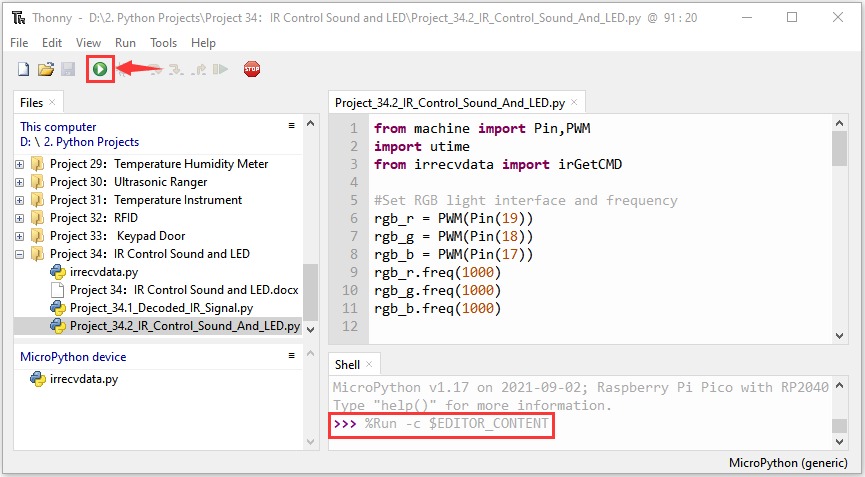 Thonny - D:\2. Python Projects\Project 34：IR Control Sound and LED\Project_34.2_IR_Control_Sound_And_LED.py @ 91 : 20
File Edit View Run Tools Help
STOP
Files
This computer
D: \ 2. Python Projects
Project 29：Temperature Humidity Meter
Project 30：Ultrasonic Ranger
Project 31：Temperature Instrument
Project 32：RFID
Project 33： Keypad Door
Project 34：IR Control Sound and LED
irrecvdata.py
Project 34：IR Control Sound and LED.docx
Project_34.1_Decoded_IR_Signal.py
Project_34.2_IR_Control_Sound_And_LED.py
MicroPython device
irrecvdata.py
Project_34.2_IR_Control_Sound_And_LED.py
1 from machine import Pin,PWM
2 import utime
3 from irrecvdata import irGetCMD
4
5 #Set RGB light interface and frequency
6 rgb_r = PWM(Pin(19))
7 rgb_g = PWM(Pin(18))
8 rgb_b = PWM(Pin(17))
9 rgb_r.freq(1000)
10 rgb_g.freq(1000)
11 rgb_b.freq(1000)
12
Shell
MicroPython v1.17 on 2021-09-02; Raspberry Pi Pico with RP2040
Type "help()" for more information.
>>> %Run -c $EDITOR_CONTENT
MicroPython (generic)